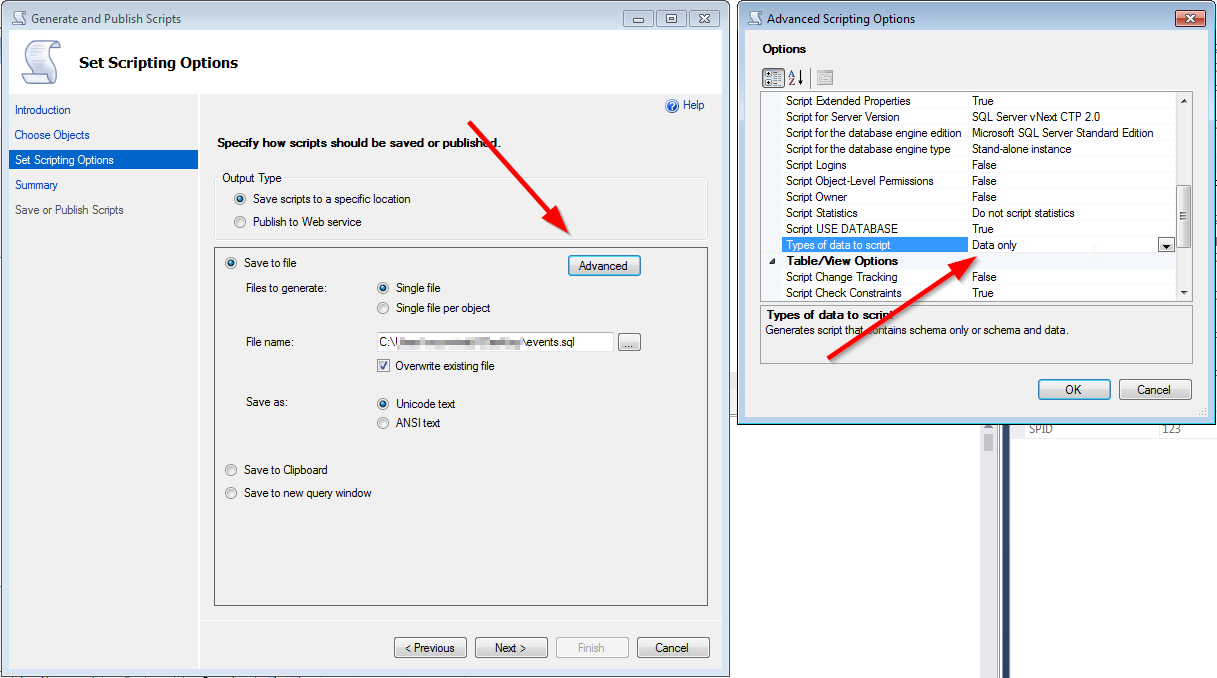 Generate and Publish Scripts
Set Scripting Options
Introduction
Choose Objects
Set Scripting Options
Summary
Save or Publish Scripts
Help
Specify how scripts should be saved or published.
Output Type
Save scripts to a specific location
Publish to Web service
Save to file
Advanced
Files to generate:
Single file
Single file per object
File name:
C:\ \events.sql
...
Overwrite existing file
Save as:
Unicode text
ANSI text
Save to Clipboard
Save to new query window
< Previous
Next >
Finish
Cancel
Advanced Scripting Options
Options
Script Extended Properties True
Script for Server Version SQL Server vNext CTP 2.0
Script for the database engine edition Microsoft SQL Server Standard Edition
Script for the database engine type Stand-alone instance
Script Logins False
Script Object-Level Permissions False
Script Owner False
Script Statistics Do not script statistics
Script USE DATABASE True
Types of data to script Data only
Table/View Options
Script Change Tracking False
Script Check Constraints True
Types of data to script
Generates script that contains schema only or schema and data.
OK
Cancel
SPID 123